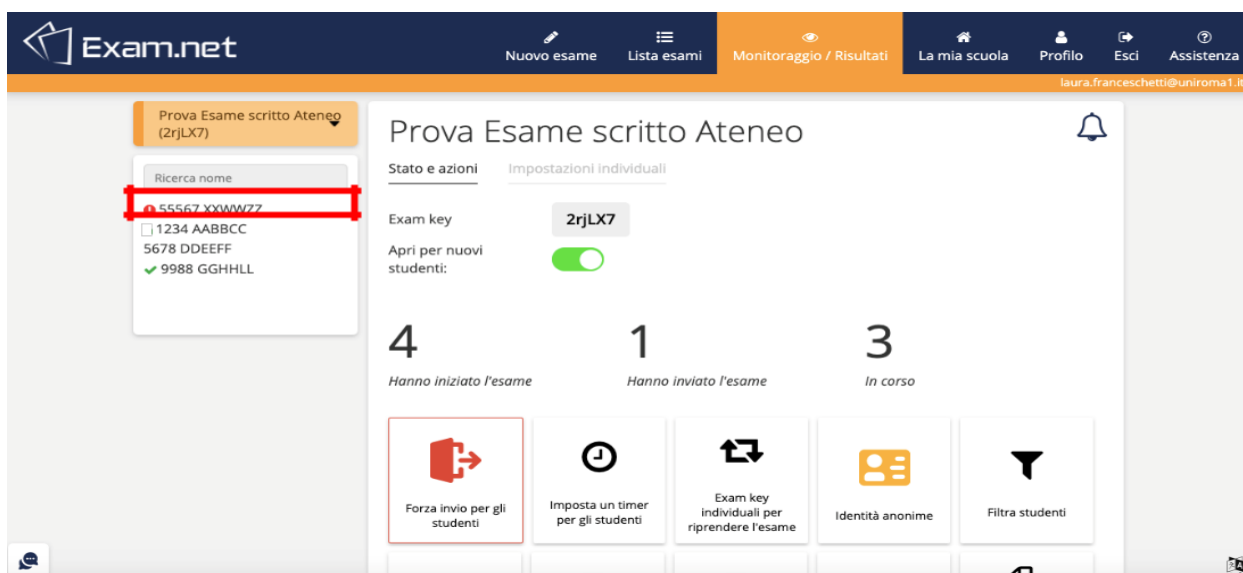 Exam.net
Nuovo esame
Lista esami
Monitoraggio / Risultati
La mia scuola
Profilo
Esci
Assistenza
laura.franceschetti@uniroma1.it
Prova Esame scritto Ateneo
(2rjLX7)
Ricerca nome
55567 XXWWZZ
1234 AABBCC
5678 DDEEFF
9988 GGHHLL
Prova Esame scritto Ateneo
Stato e azioni
Impostazioni individuali
Exam key
2rjLX7
Apri per nuovi
studenti:
4
1
3
Hanno iniziato l'esame
Hanno inviato l'esame
In corso
Forza invio per gli
studenti
Imposta un timer
per gli studenti
Exam key
individuali per
riprendere l'esame
Identità anonime
Filtra studenti